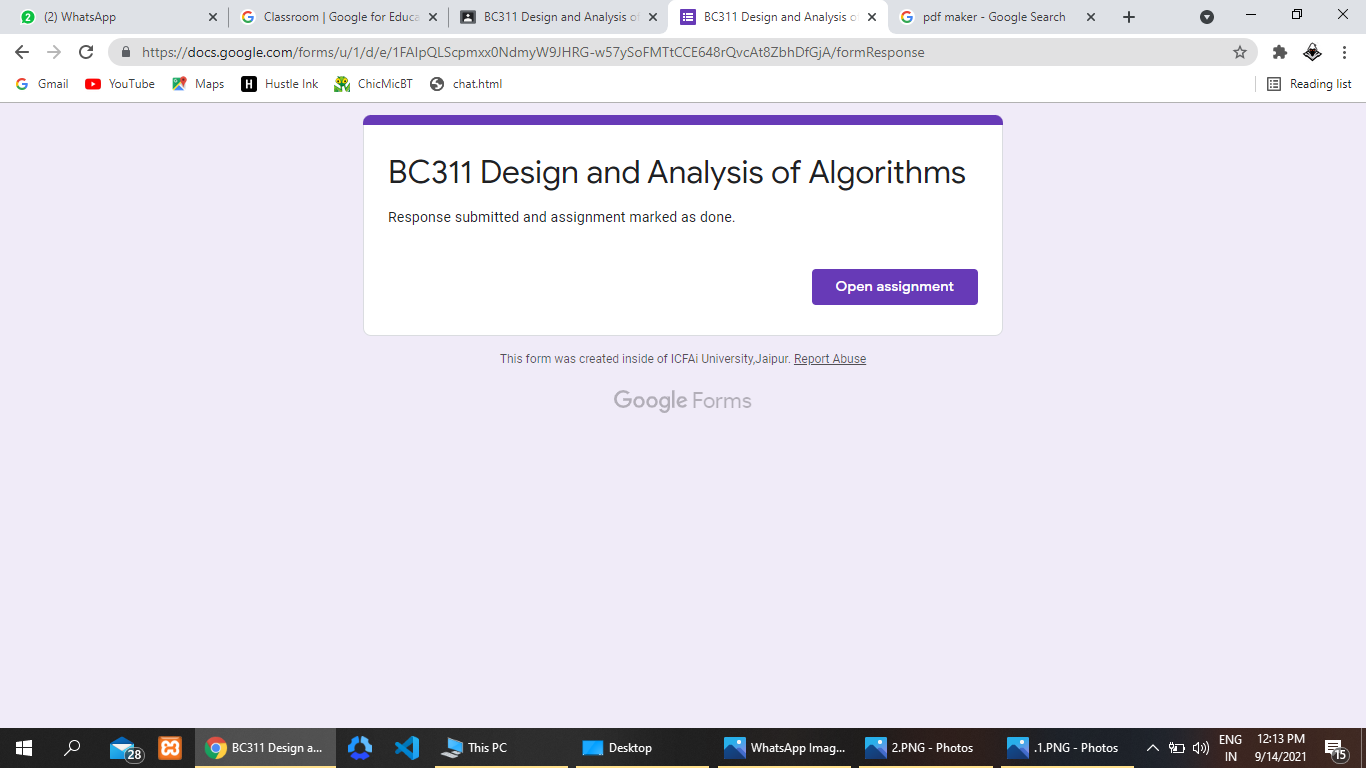 2
(2) WhatsApp
Classroom | Google for Educa
BC311 Design and Analysis of
BC311 Design and Analysis of
pdf maker - Google Search
https://docs.google.com/forms/u/1/d/e/1FAIpQLScpmxx0NdmyW9JHRG-w57ySoFMTtCCE648rQvcAt8ZbhDfGjA/formResponse
Gmail
YouTube
Maps
H
Hustle Ink
ChicMicBT
chat.html
Reading list
BC311 Design and Analysis of Algorithms
Response submitted and assignment marked as done.
Open assignment
This form was created inside of ICFAi University,Jaipur. Report Abuse
Google Forms
28
BC311 Design a...
This PC
Desktop
WhatsApp Imag...
2.PNG - Photos
.1.PNG - Photos
ENG
IN
12:13 PM
9/14/2021
15